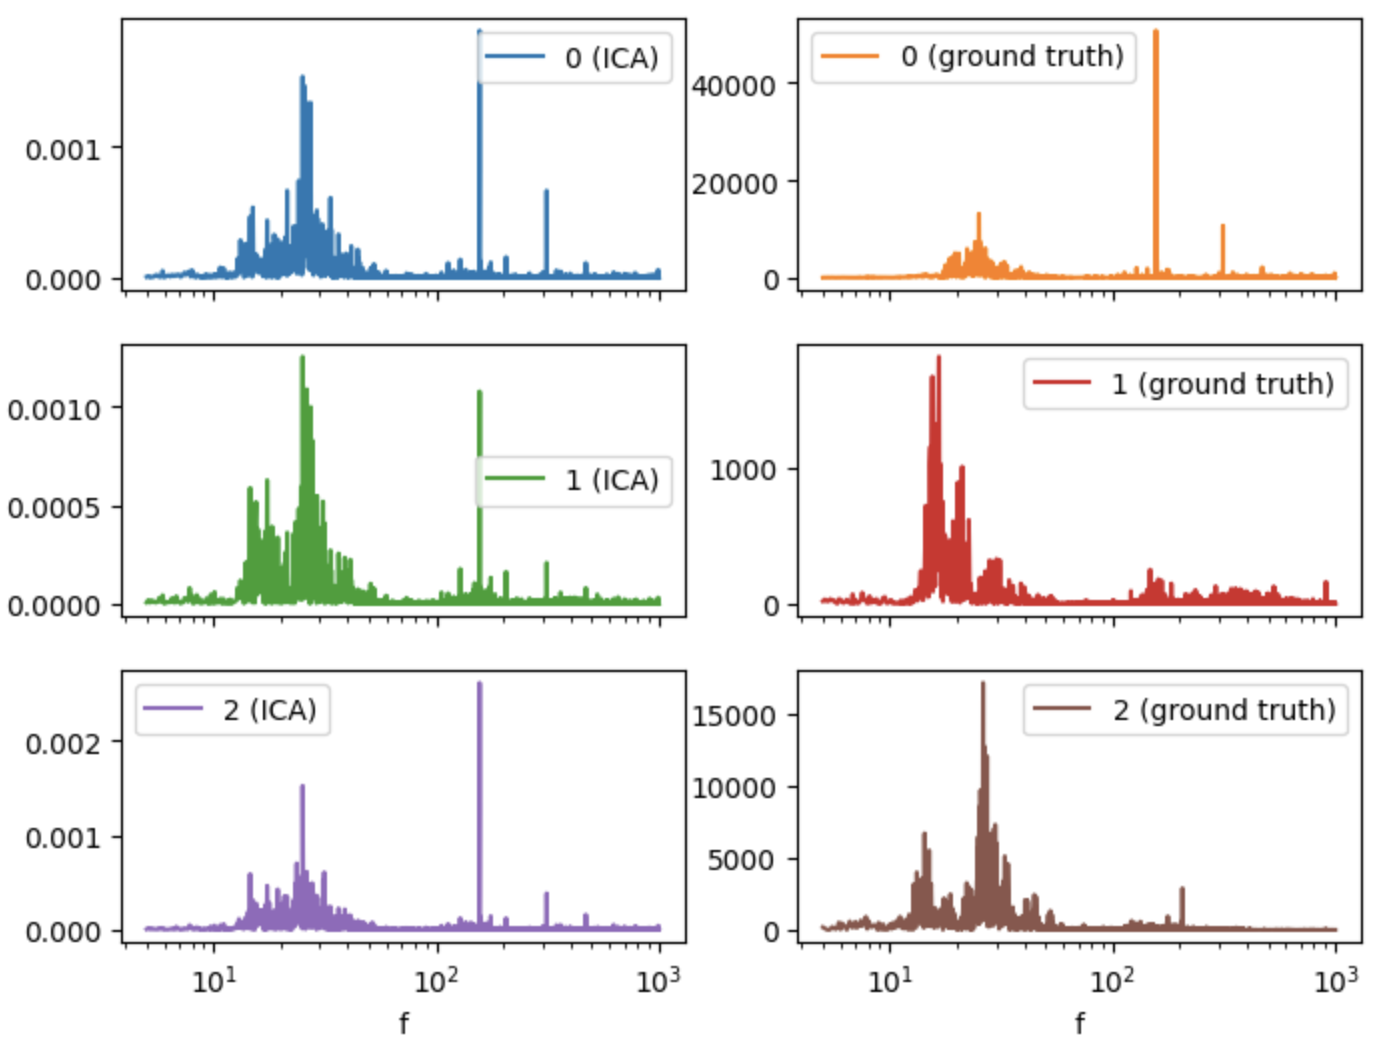 0 (ICA)
0.001
0.000
0 (ground truth)
40000
20000
0
1 (ICA)
0.0010
0.0005
0.0000
1 (ground truth)
1000
0
2 (ICA)
0.002
0.001
0.000
10¹ 10² 10³
f
2 (ground truth)
15000
10000
5000
0
10¹ 10² 10³
f